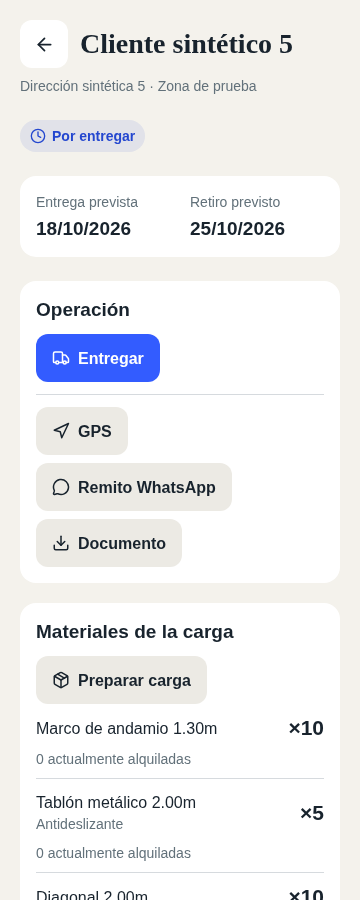 Cliente sintético 5
Dirección sintética 5 · Zona de prueba
Por entregar
Entrega prevista
Retiro previsto
18/10/2026
25/10/2026
Operación
Entregar
GPS
Remito WhatsApp
Documento
Materiales de la carga
Preparar carga
Marco de andamio 1.30m ×10
0 actualmente alquiladas
Tablón metálico 2.00m ×5
Antideslizante
0 actualmente alquiladas
Diagonal 2.00m ×10